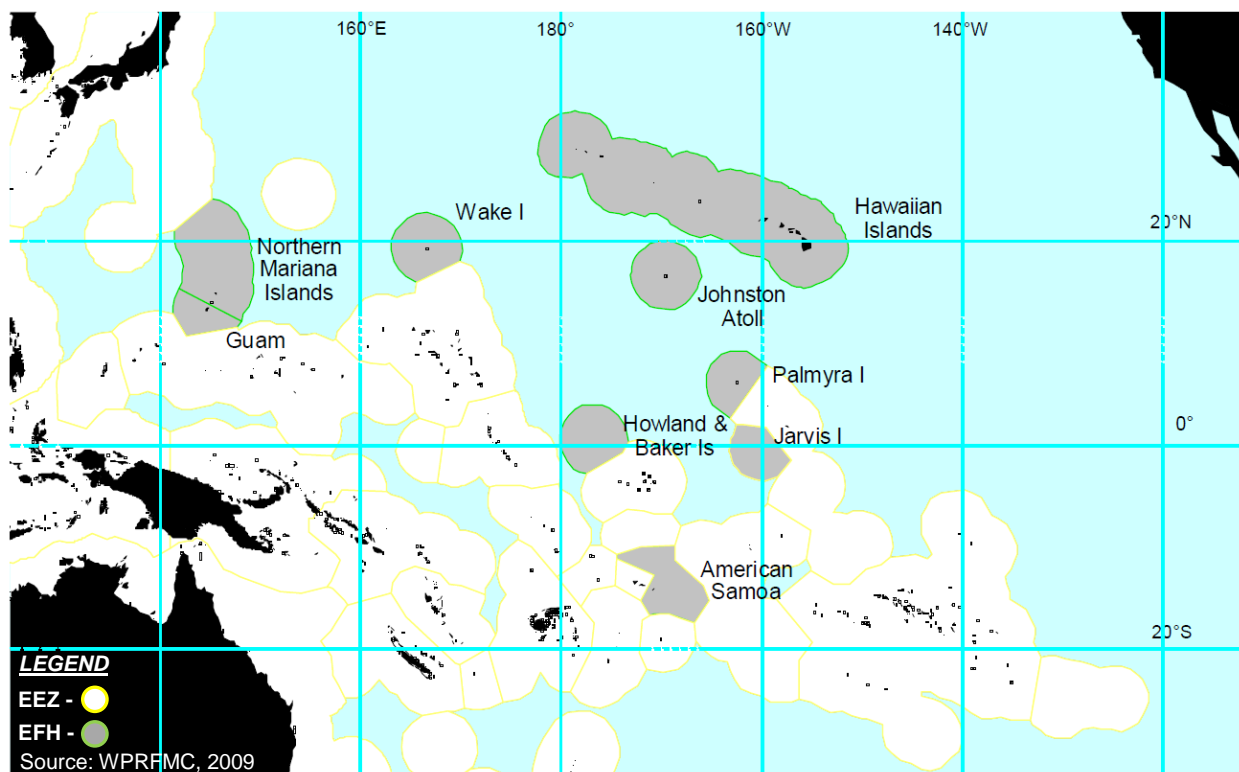 160°E
180°
160°W
140°W
Wake I
Hawaiian
Islands
20°N
Northern
Mariana
Islands
Johnston
Atoll
Guam
Palmyra I
Howland &
Baker Is
Jarvis I
0°
American
Samoa
20°S
LEGEND
EEZ -
EFH -
Source: WPRFMC, 2009